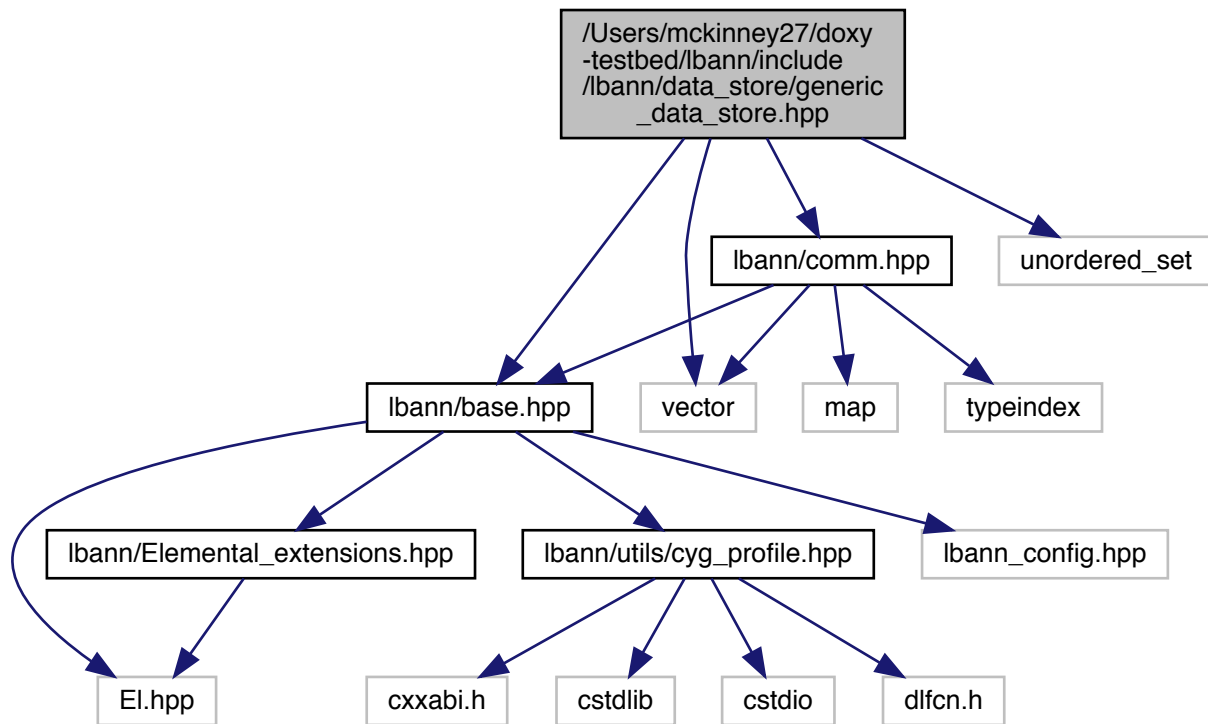 /Users/mckinney27/doxy
-testbed/lbann/include
/lbann/data_store/generic
_data_store.hpp
lbann/comm.hpp
unordered_set
lbann/base.hpp
vector
map
typeindex
lbann/Elemental_extensions.hpp
lbann/utils/cyg_profile.hpp
lbann_config.hpp
El.hpp
cxxabi.h
cstdlib
cstdio
dlfcn.h